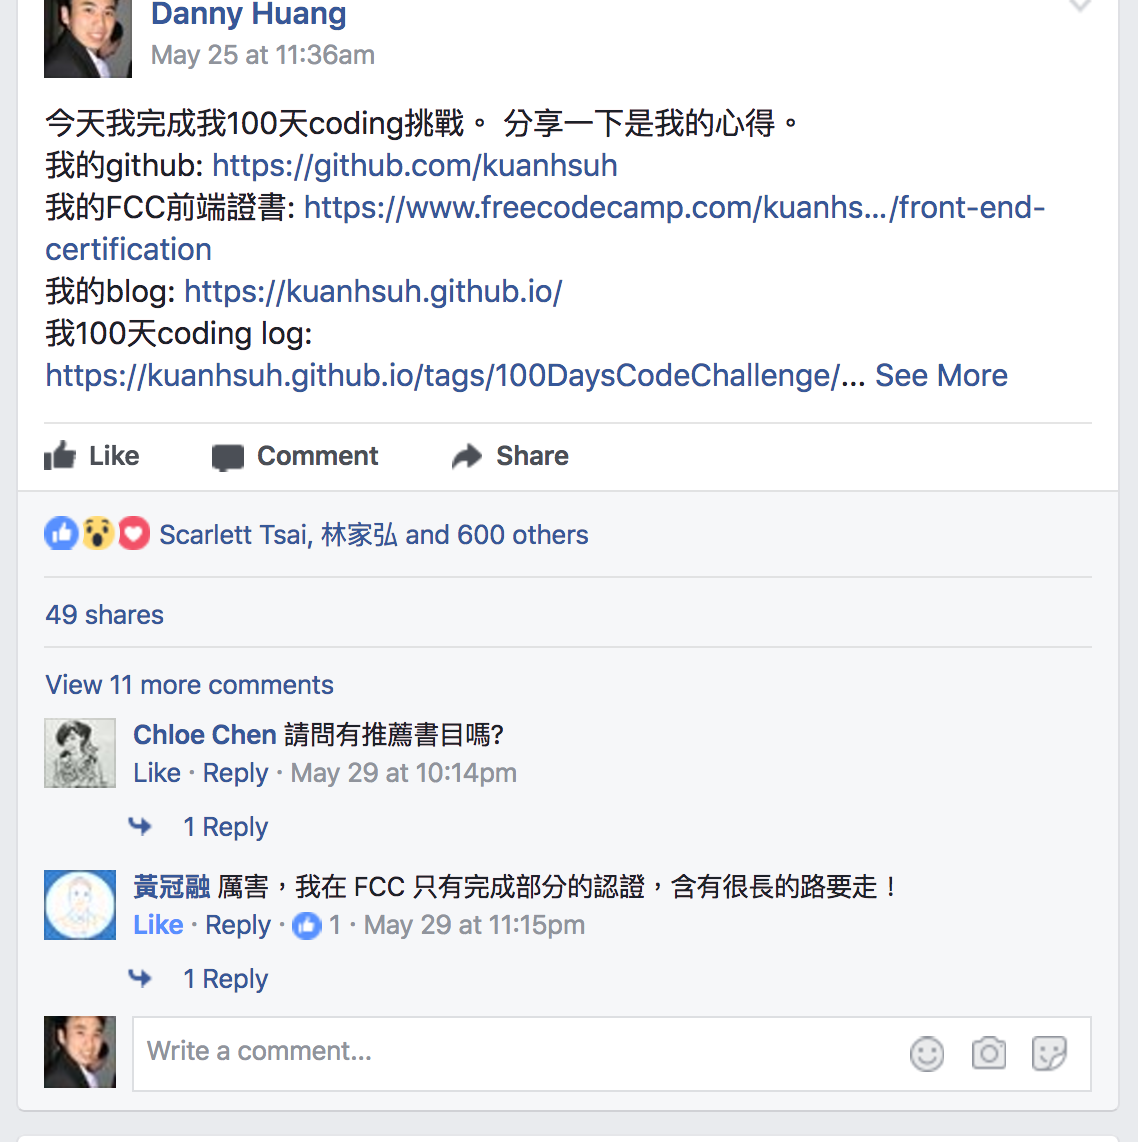 Danny Huang
May 25 at 11:36am
今天我完成我100天coding挑戰。 分享一下是我的心得。
我的github: https://github.com/kuanhsuh
我的FCC前端證書: https://www.freecodecamp.com/kuanhs.../front-end-
certification
我的blog: https://kuanhsuh.github.io/
我100天coding log:
https://kuanhsuh.github.io/tags/100DaysCodeChallenge/... See More
Like Comment Share
Scarlett Tsai, 林家弘 and 600 others
49 shares
View 11 more comments
Chloe Chen 請問有推薦書目嗎?
Like · Reply · May 29 at 10:14pm
1 Reply
黃冠融 厲害，我在 FCC 只有完成部分的認證，含有很長的路要走！
Like · Reply · 1 · May 29 at 11:15pm
1 Reply
Write a comment...